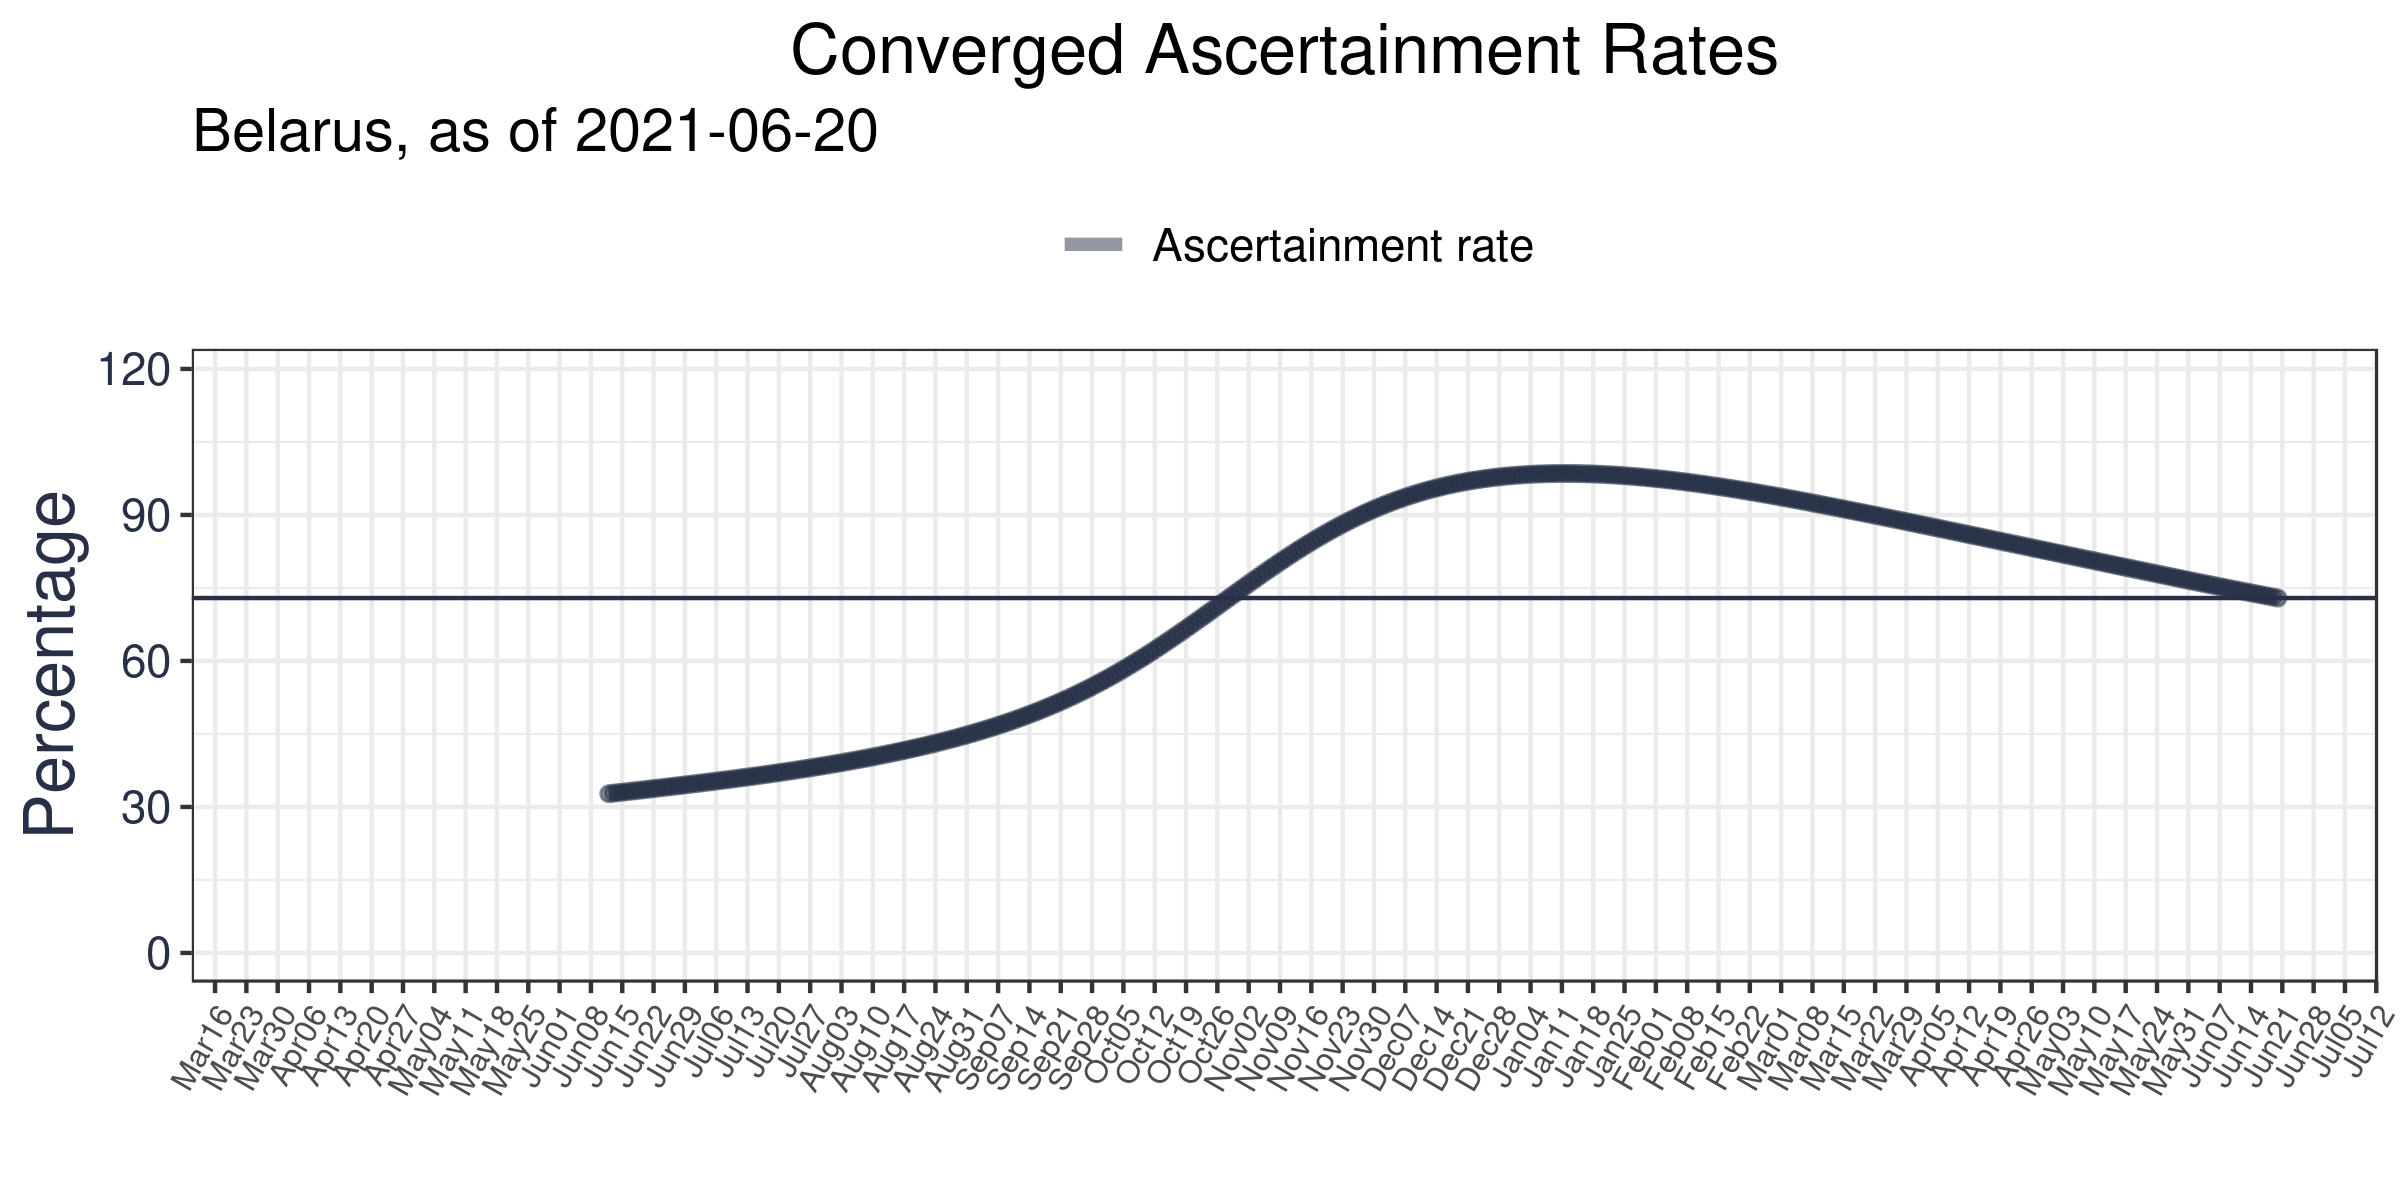 Converged Ascertainment Rates
Belarus, as of 2021-06-20
Ascertainment rate
Percentage
120
90
60
30
0
Mar16
Mar23
Mar30
Apr06
Apr13
Apr20
Apr27
May04
May11
May18
May25
Jun01
Jun08
Jun15
Jun22
Jun29
Jul06
Jul13
Jul20
Jul27
Aug03
Aug10
Aug17
Aug24
Aug31
Sep07
Sep14
Sep21
Sep28
Oct05
Oct12
Oct19
Oct26
Nov02
Nov09
Nov16
Nov23
Nov30
Dec07
Dec14
Dec21
Dec28
Jan04
Jan11
Jan18
Jan25
Feb01
Feb08
Feb15
Feb22
Mar01
Mar08
Mar15
Mar22
Mar29
Apr05
Apr12
Apr19
Apr26
May03
May10
May17
May24
May31
Jun07
Jun14
Jun21
Jun28
Jul05
Jul12